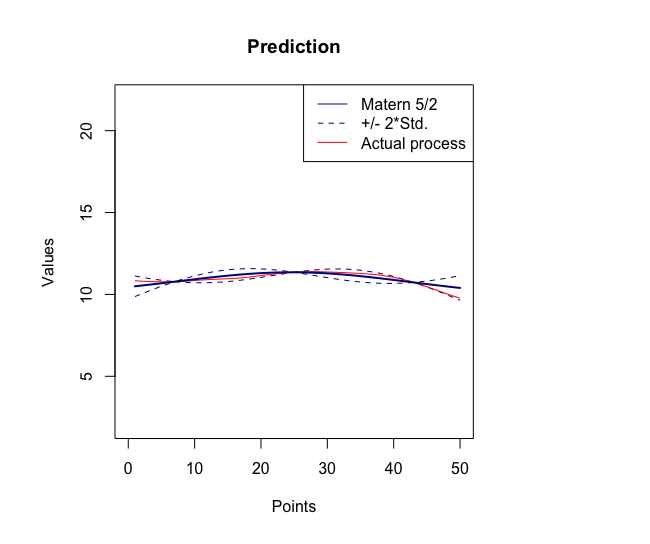 Prediction
Matern 5/2
+/- 2*Std.
Actual process
20
15
10
5
Values
0 10 20 30 40 50
Points